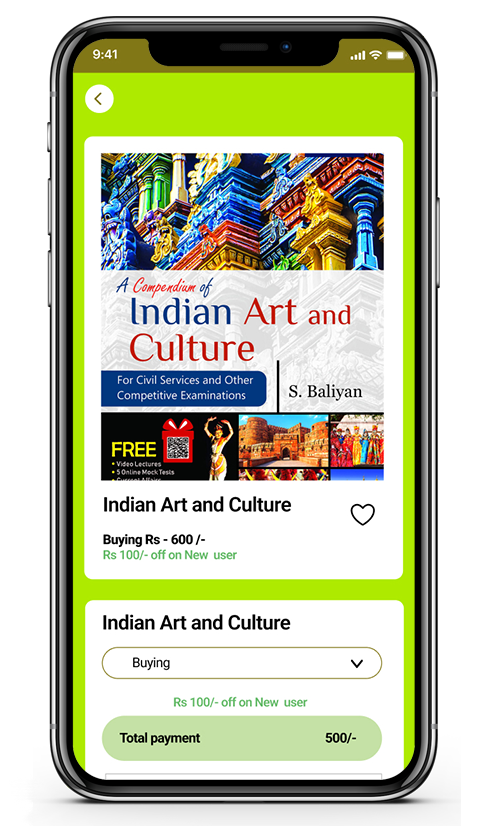 9:41
A Compendium of
Indian Art and
Culture
For Civil Services and Other
Competitive Examinations
S. Baliyan
FREE
• Video Lectures
• 5 Online Mock Tests
• Current Affairs
Indian Art and Culture
Buying Rs - 600 /-
Rs 100/- off on New user
Indian Art and Culture
Buying
Rs 100/- off on New user
Total payment 500/-